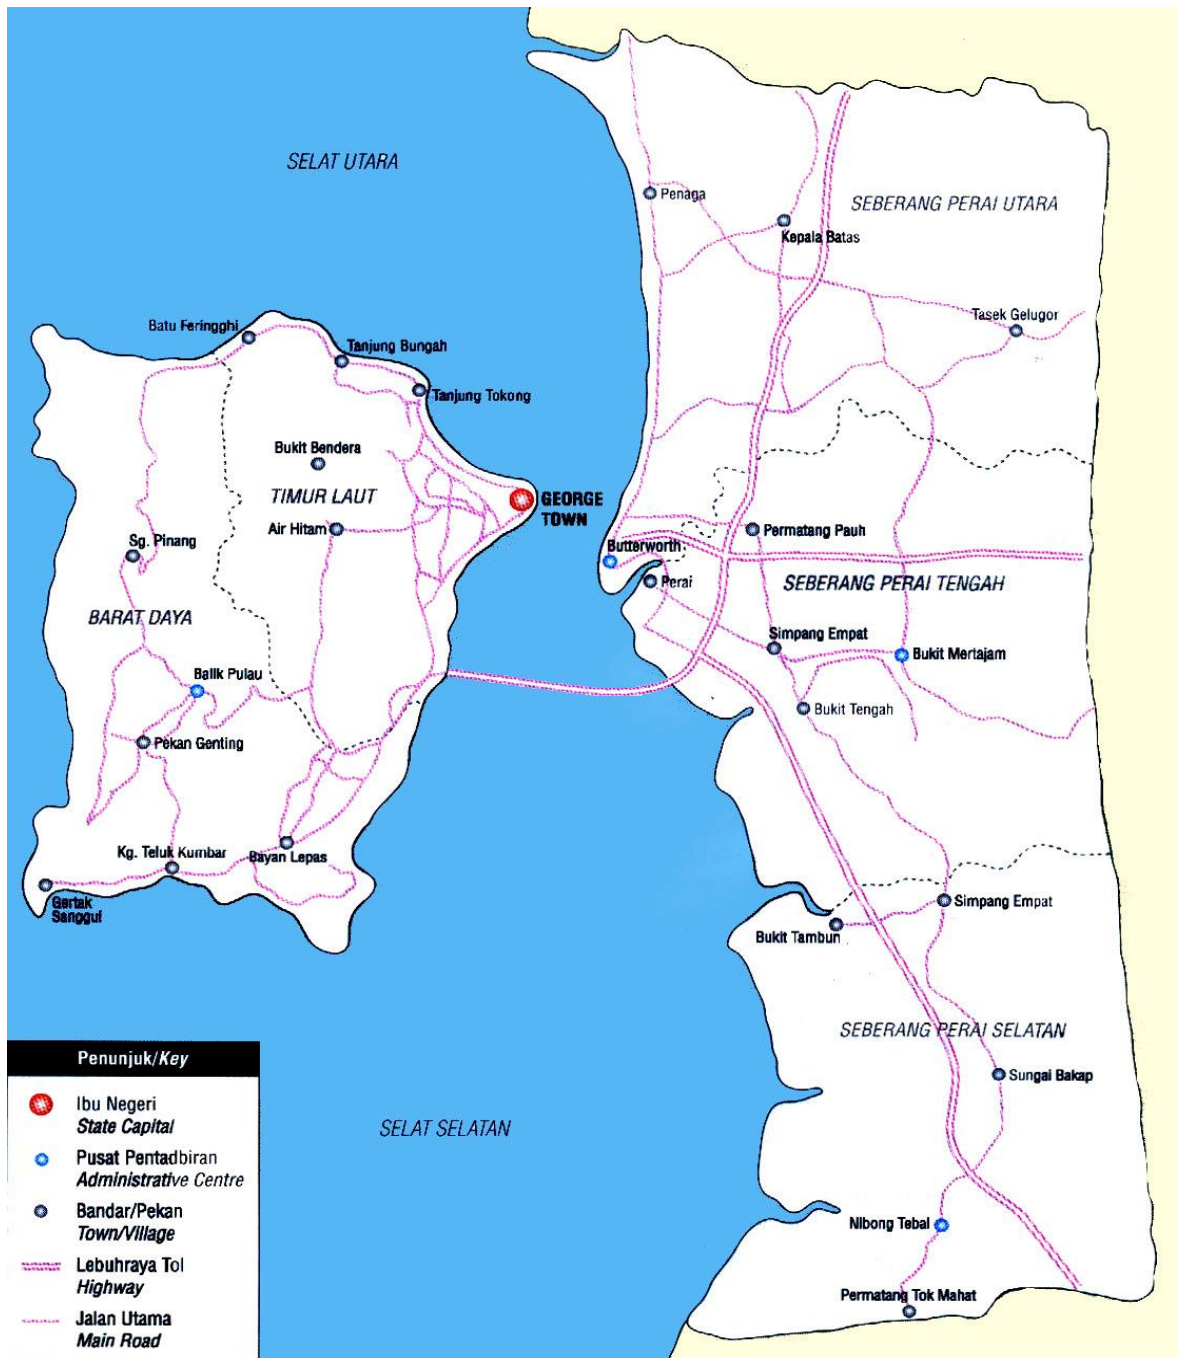 SELAT UTARA
Penaga
SEBERANG PERAI UTARA
Kepala Batas
Tasek Gelugor
Batu Feringghi
Tanjung Bungah
Tanjung Tokong
Bukit Bendera
TIMUR LAUT
GEORGE
TOWN
Air Hitam
Permatang Pauh
Sg. Pinang
Butterworth
Perai
SEBERANG PERAI TENGAH
BARAT DAYA
Simpang Empat
Bukit Mertajam
Balik Pulau
Bukit Tengah
Pekan Genting
Kg. Teluk Kumbar
Bayan Lepas
Gertak
Sanggul
Simpang Empat
Bukit Tambun
SEBERANG PERAI SELATAN
Sungai Bakap
SELAT SELATAN
Nibong Tebal
Permatang Tok Mahat
Penunjuk/Key
Ibu Negeri
State Capital
Pusat Pentadbiran
Administrative Centre
Bandar/Pekan
Town/Village
Lebuhraya Tol
Highway
Jalan Utama
Main Road